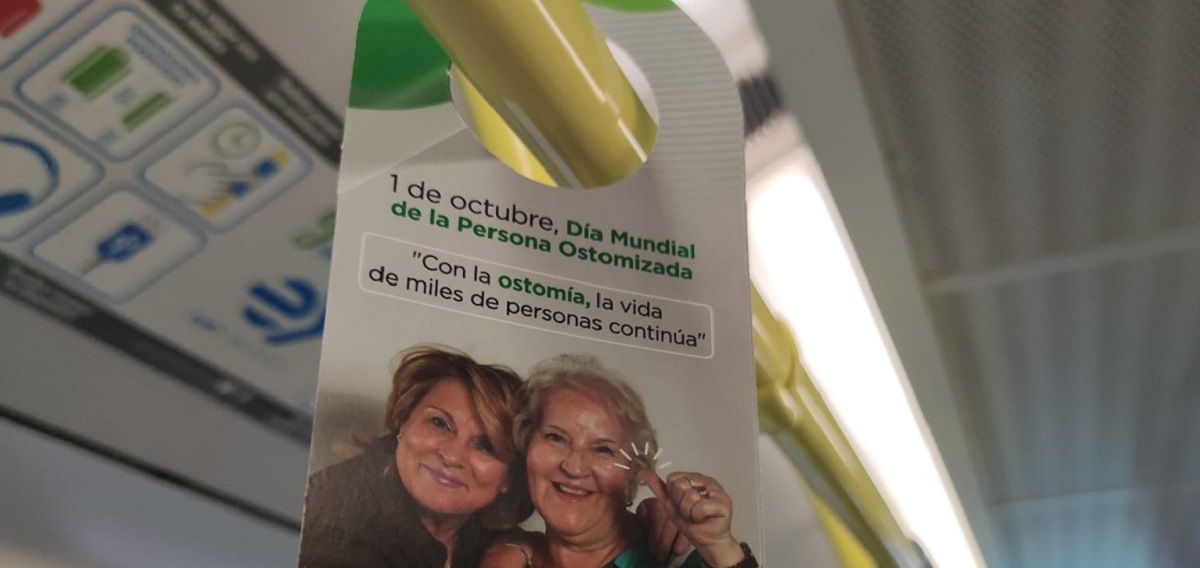 1 de octubre, Día Mundial
de la Persona Ostomizada
"Con la ostomía, la vida
de miles de personas continúa"